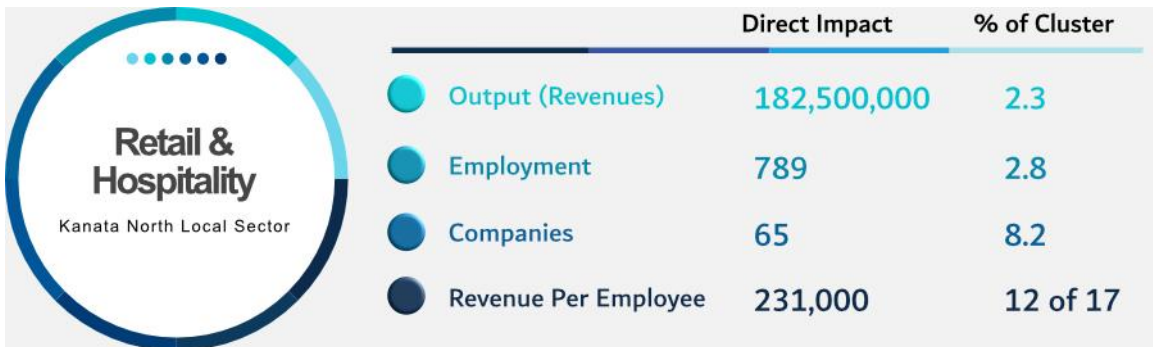 Retail &
Hospitality
Kanata North Local Sector
Direct Impact % of Cluster
Output (Revenues) 182,500,000 2.3
Employment 789 2.8
Companies 65 8.2
Revenue Per Employee 231,000 12 of 17